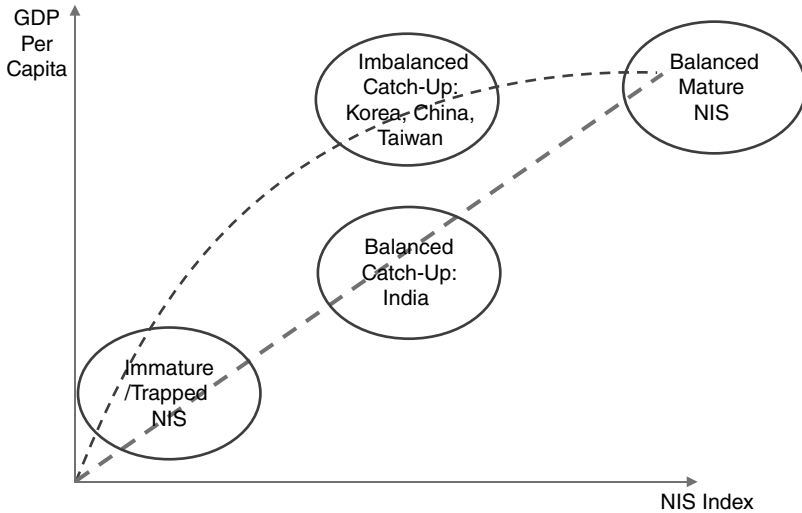 GDP
Per
Capita
Imbalanced
Catch-Up:
Korea, China,
Taiwan
Balanced
Mature
NIS
Balanced
Catch-Up:
India
Immature
/Trapped
NIS
NIS Index